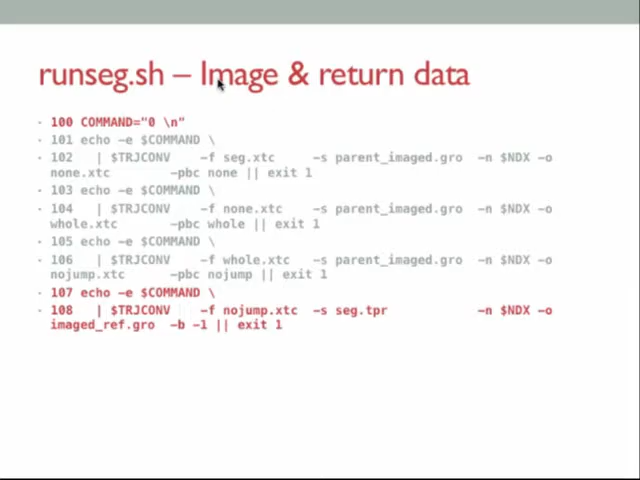 runseg.sh – Image & return data
• 100 COMMAND="0 \n"
• 101 echo –e $COMMAND \
• 102 | $TRJCONV –f seg.xtc –s parent_imaged.gro –n $NDX –o
none.xtc –pbc none || exit 1
• 103 echo –e $COMMAND \
• 104 | $TRJCONV –f none.xtc –s parent_imaged.gro –n $NDX –o
whole.xtc –pbc whole || exit 1
• 105 echo –e $COMMAND \
• 106 | $TRJCONV –f whole.xtc –s parent_imaged.gro –n $NDX –o
nojump.xtc –pbc nojump || exit 1
• 107 echo –e $COMMAND \
• 108 | $TRJCONV –f nojump.xtc –s seg.tpr –n $NDX –o
imaged_ref.gro –b –1 || exit 1